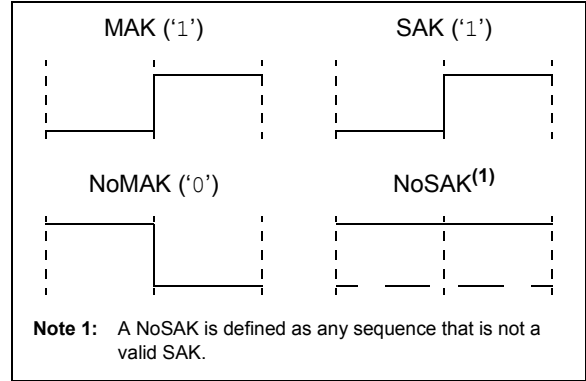 MAK (‘1’)
SAK (‘1’)
NoMAK (‘0’)
NoSAK(1)
Note 1: A NoSAK is defined as any sequence that is not a
valid SAK.